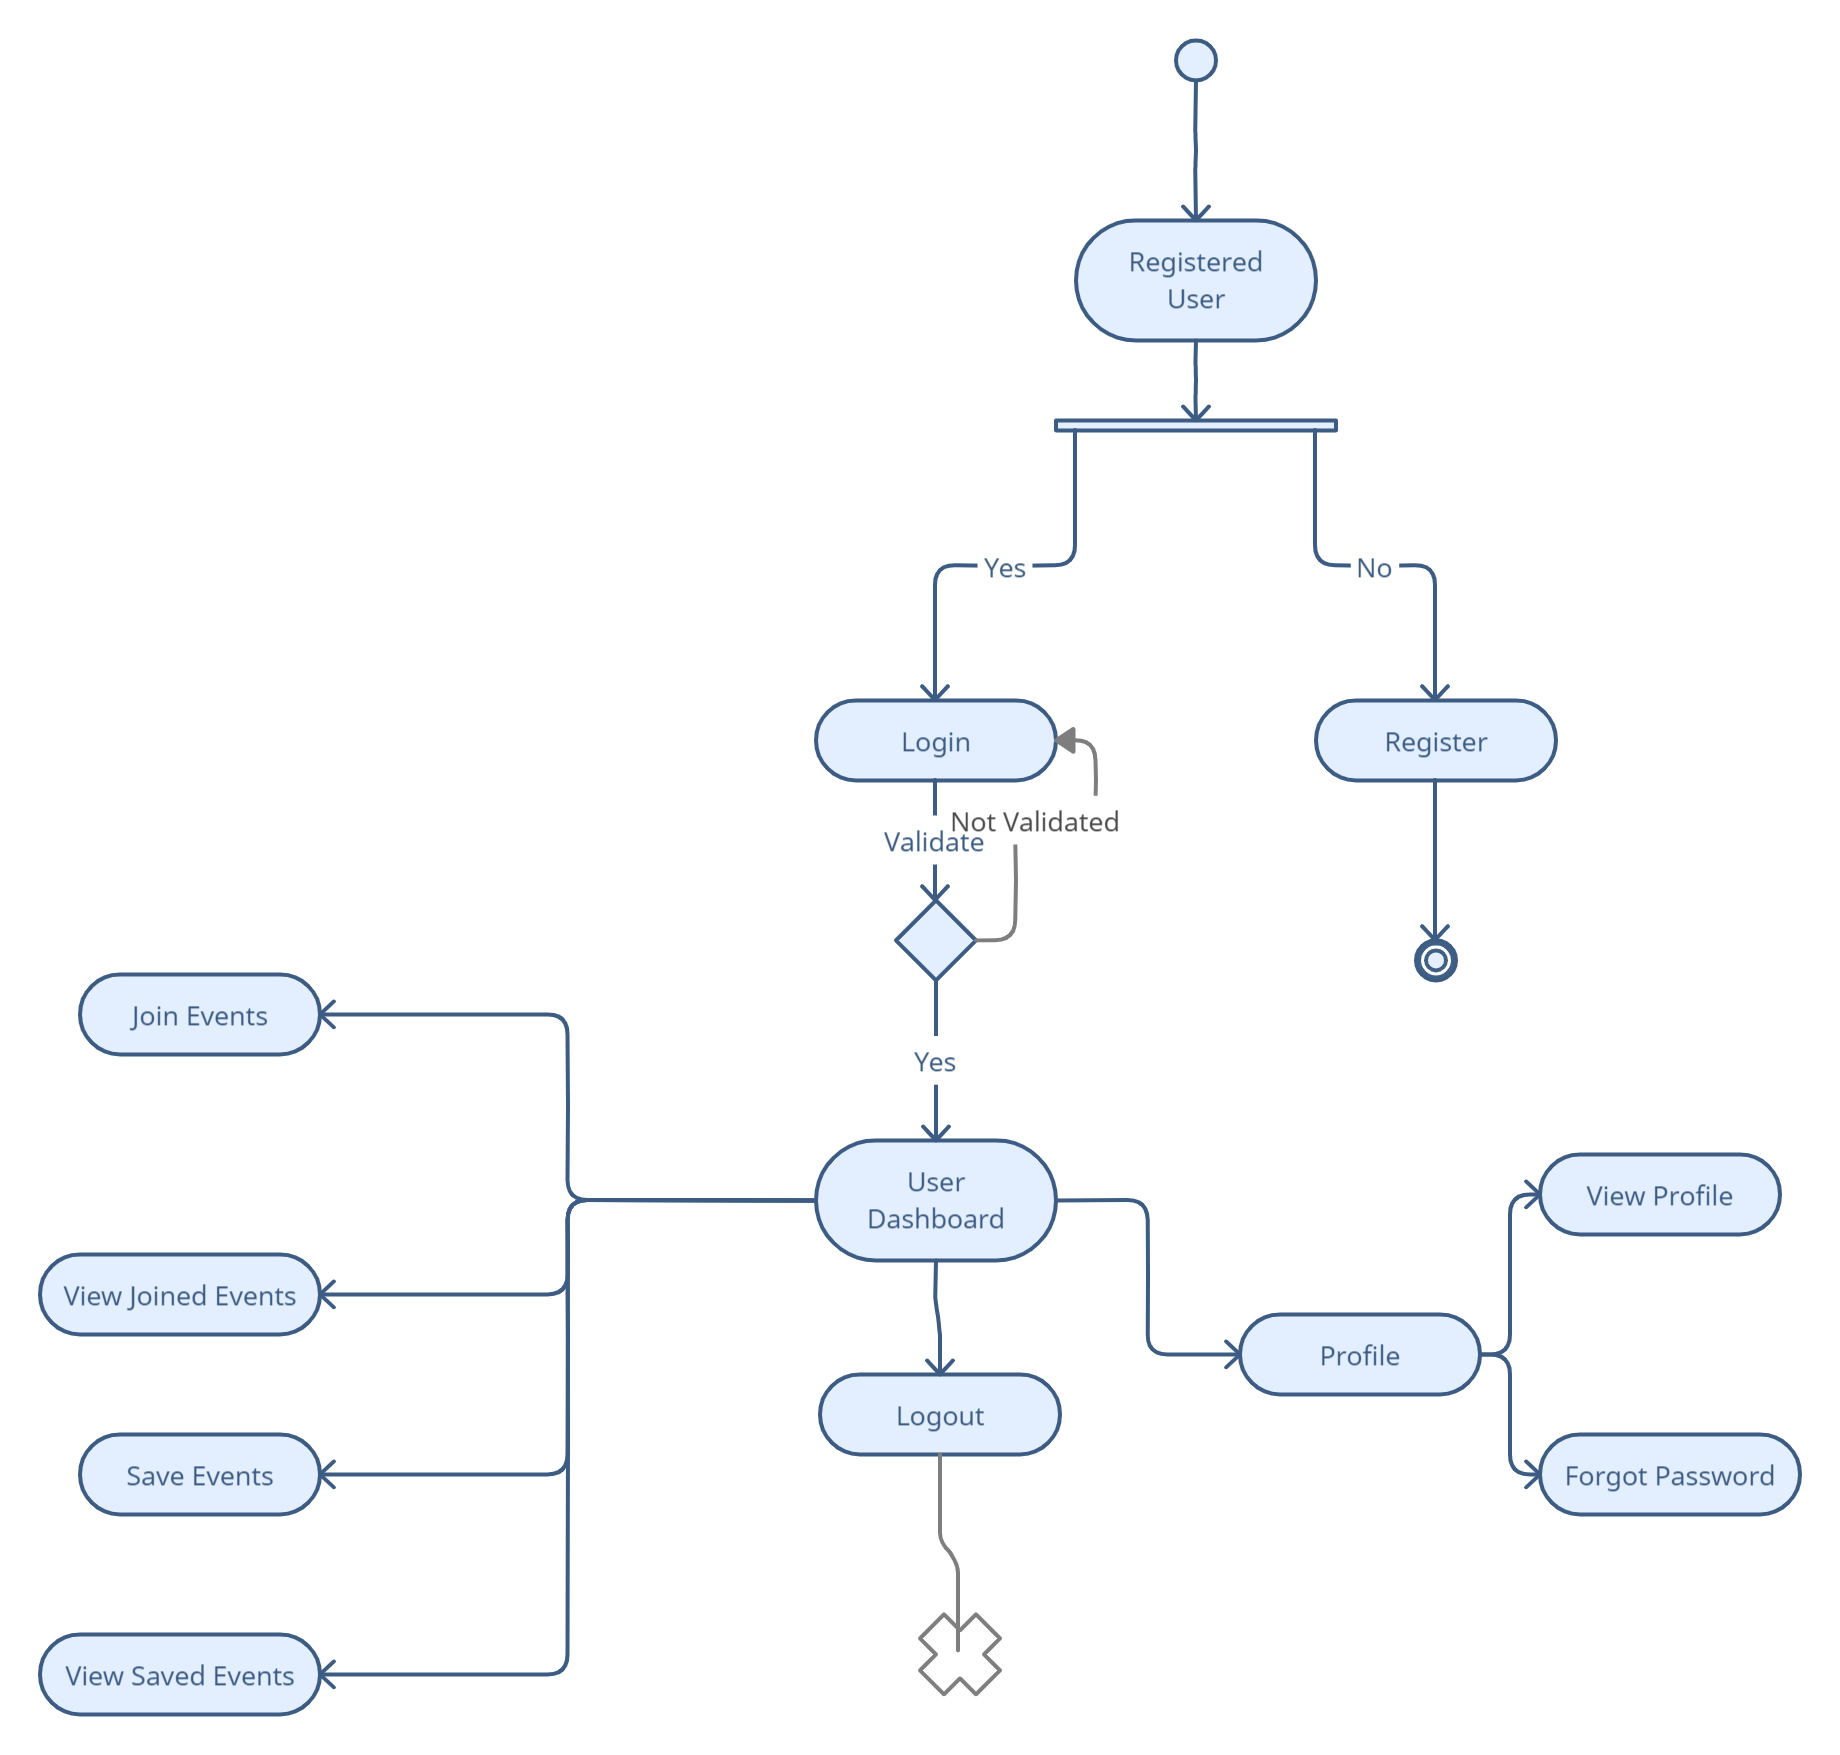 Registered
User
Yes
No
Login
Register
Not Validated
Validate
Join Events
Yes
User
Dashboard
View Profile
View Joined Events
Profile
Logout
Save Events
Forgot Password
View Saved Events